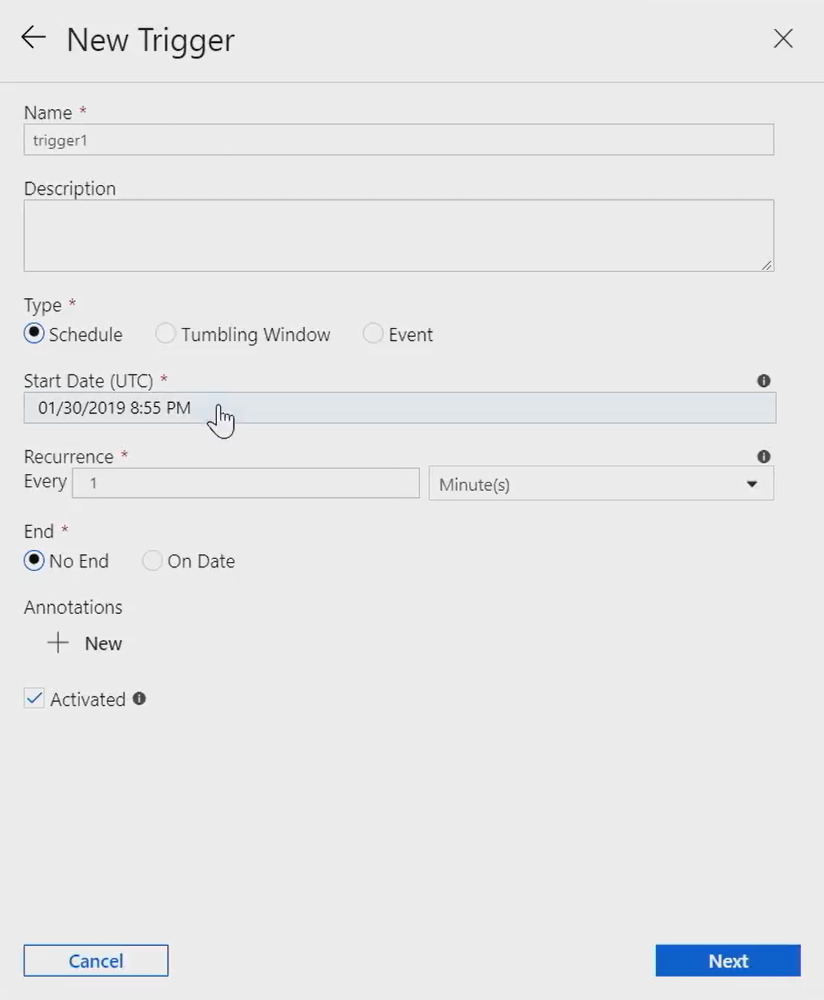 New Trigger
Name *
trigger1
Description
Type *
Schedule Tumbling Window Event
Start Date (UTC) *
01/30/2019 8:55 PM
Recurrence *
Every 1 Minute(s)
End *
No End On Date
Annotations
New
Activated
Cancel Next